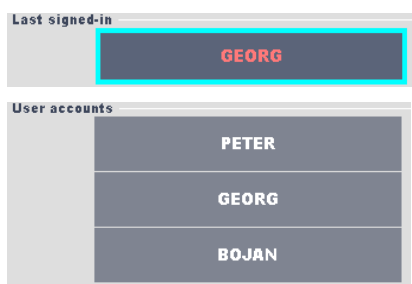 Last signed-in
GEORG
User accounts
PETER
GEORG
BOJAN